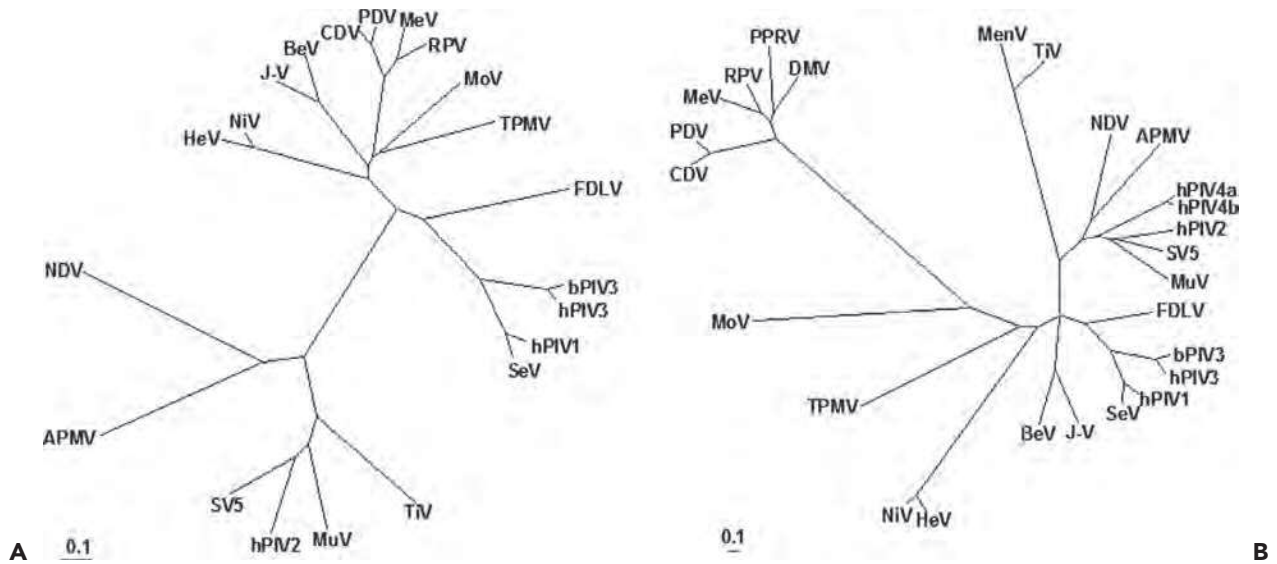 PDV
MeV
CDV
RPV
BeV
J-V
MoV
NiV
HeV
TPMV
FDLV
NDV
bPIV3
hPIV3
hPIV1
SeV
APMV
SV5
hPIV2
MuV
TiV
A
0.1
MenV
TiV
PPRV
RPV
DMV
MeV
PDV
CDV
NDV
APMV
hPIV4a
hPIV4b
hPIV2
SV5
MuV
FDLV
MoV
bPIV3
hPIV3
hPIV1
SeV
TPMV
BeV
J-V
NiV
HeV
0.1
B